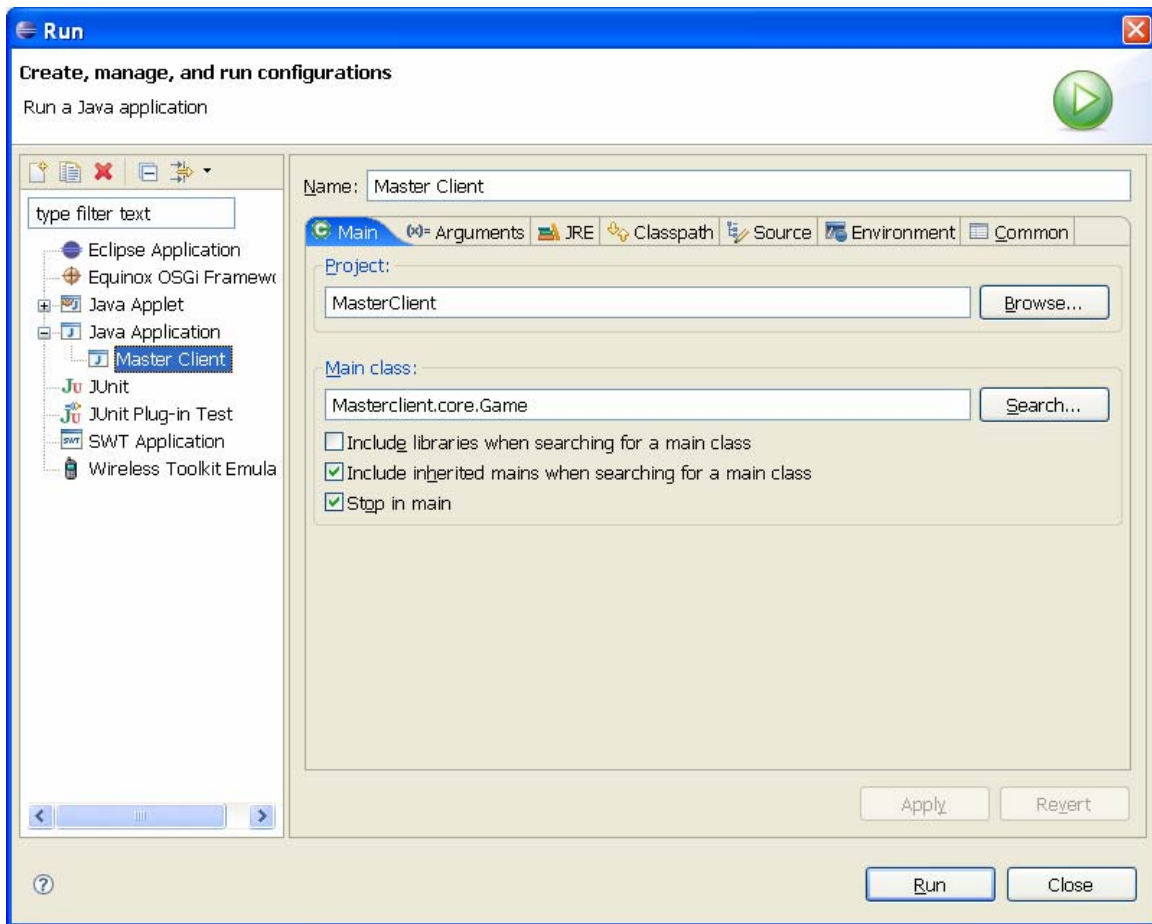 Run
Create, manage, and run configurations
Run a Java application
type filter text
Eclipse Application
Equinox OSGi Framew
Java Applet
Java Application
Master Client
JUnit
JUnit Plug-in Test
SWT Application
Wireless Toolkit Emula
Name: Master Client
Main (x)= Arguments JRE Classpath Source Environment Common
Project:
MasterClient Browse...
Main class:
Masterclient.core.Game Search...
Include libraries when searching for a main class
Include inherited mains when searching for a main class
Stop in main
Apply Revert
Run Close